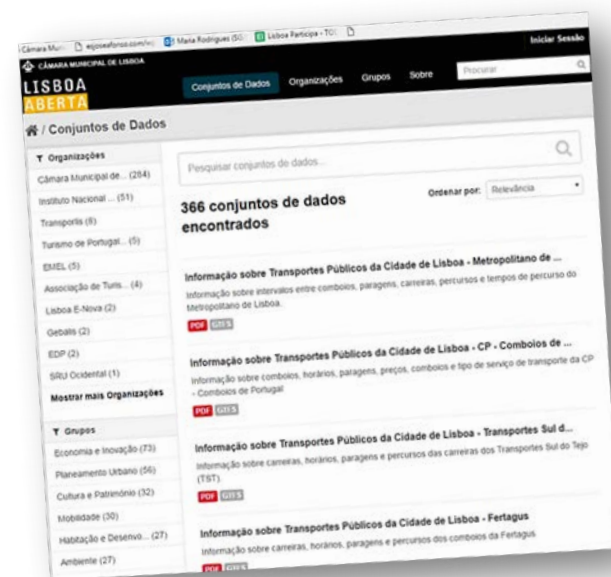 Câmara Mun
eijoseafonso.com/wp
Maria Rodrigues (SG
Lisboa Participa - TO
CÂMARA MUNICIPAL DE LISBOA
Iniciar Sessão
LISBOA
ABERTA
Conjuntos de Dados
Organizações
Grupos
Sobre
Procurar
/ Conjuntos de Dados
Organizações
Câmara Municipal de... (284)
Instituto Nacional ... (51)
Transporlis (8)
Turismo de Portugal... (5)
EMEL (5)
Associação de Turis... (4)
Lisboa E-Nova (2)
Gebalis (2)
EDP (2)
SRU Ocidental (1)
Mostrar mais Organizações
Grupos
Economia e Inovação (73)
Planeamento Urbano (56)
Cultura e Património (32)
Mobilidade (30)
Habitação e Desenvo... (27)
Ambiente (27)
Pesquisar conjuntos de dados...
366 conjuntos de dados
encontrados
Ordenar por: Relevância
Informação sobre Transportes Públicos da Cidade de Lisboa - Metropolitano de ...
Informação sobre intervalos entre comboios, paragens, carreiras, percursos e tempos de percurso do
Metropolitano de Lisboa.
PDF GTFS
Informação sobre Transportes Públicos da Cidade de Lisboa - CP - Comboios de ...
Informação sobre comboios, horários, paragens, preços, comboios e tipo de serviço de transporte da CP
- Comboios de Portugal
PDF GTFS
Informação sobre Transportes Públicos da Cidade de Lisboa - Transportes Sul d...
Informação sobre carreiras, horários, paragens e percursos das carreiras dos Transportes Sul do Tejo
(TST).
PDF GTFS
Informação sobre Transportes Públicos da Cidade de Lisboa - Fertagus
Informação sobre carreiras, horários, paragens e percursos dos comboios da Fertagus
PDF GTFS